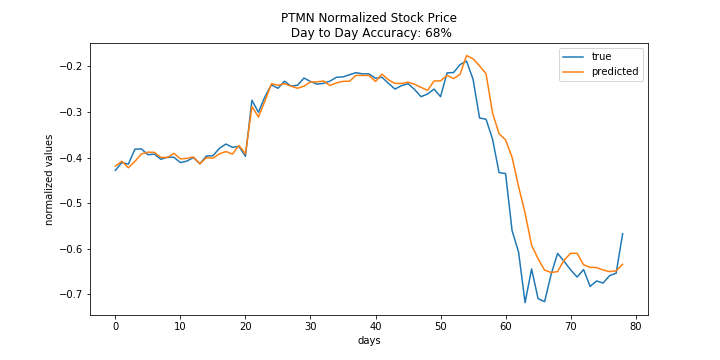 PTMN Normalized Stock Price
Day to Day Accuracy: 68%
true
predicted
normalized values
−0.2
−0.3
−0.4
−0.5
−0.6
−0.7
0 10 20 30 40 50 60 70 80
days